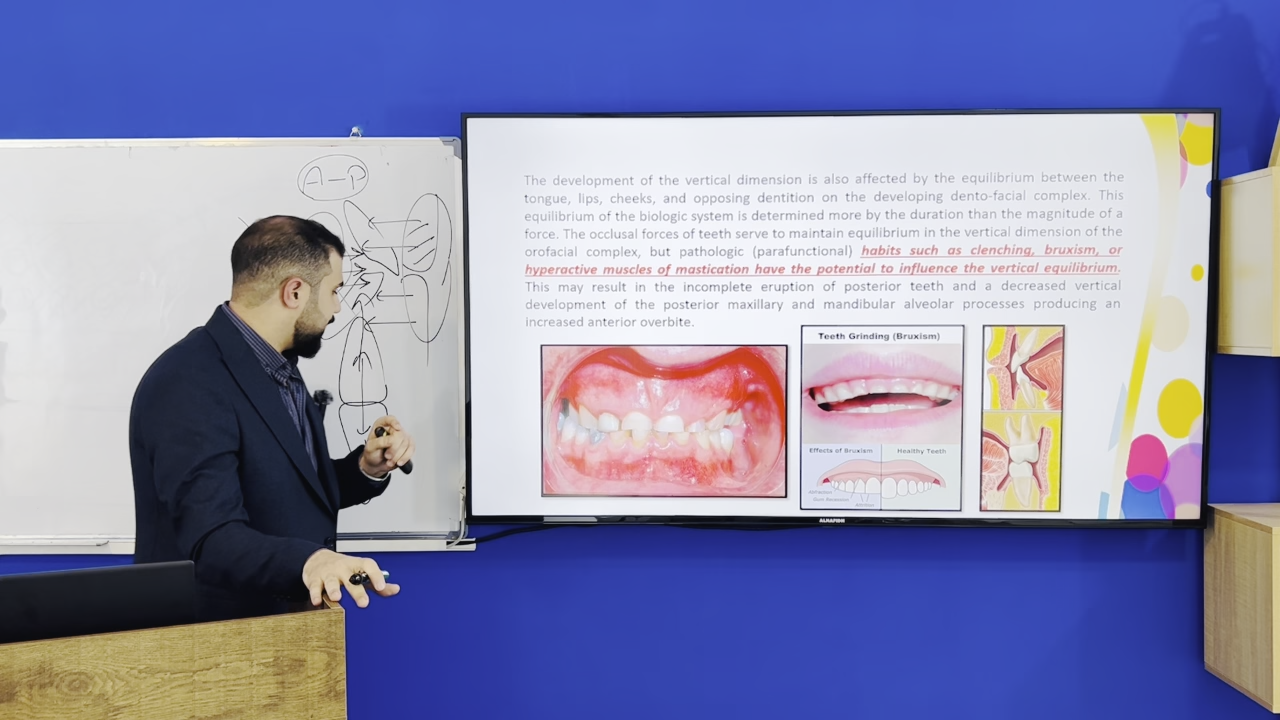 A-P
The development of the vertical dimension is also affected by the equilibrium between the
tongue, lips, cheeks, and opposing dentition on the developing dento-facial complex. This
equilibrium of the biologic system is determined more by the duration than the magnitude of a
force. The occlusal forces of teeth serve to maintain equilibrium in the vertical dimension of the
orofacial complex, but pathologic (parafunctional) habits such as clenching, bruxism, or
hyperactive muscles of mastication have the potential to influence the vertical equilibrium.
This may result in the incomplete eruption of posterior teeth and a decreased vertical
development of the posterior maxillary and mandibular alveolar processes producing an
increased anterior overbite.
Teeth Grinding (Bruxism)
Effects of Bruxism
Healthy Teeth
Abfraction
Gum Recession
Attrition
ALHAFIDH